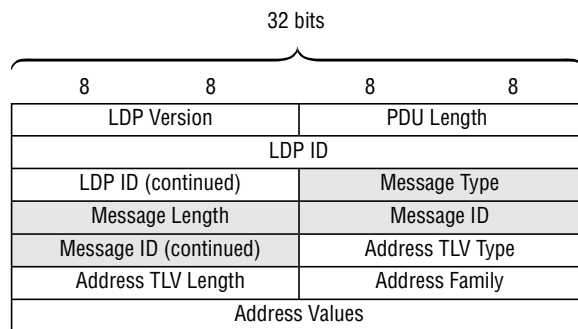 32 bits
8 8 8 8
LDP Version PDU Length
LDP ID
LDP ID (continued) Message Type
Message Length Message ID
Message ID (continued) Address TLV Type
Address TLV Length Address Family
Address Values